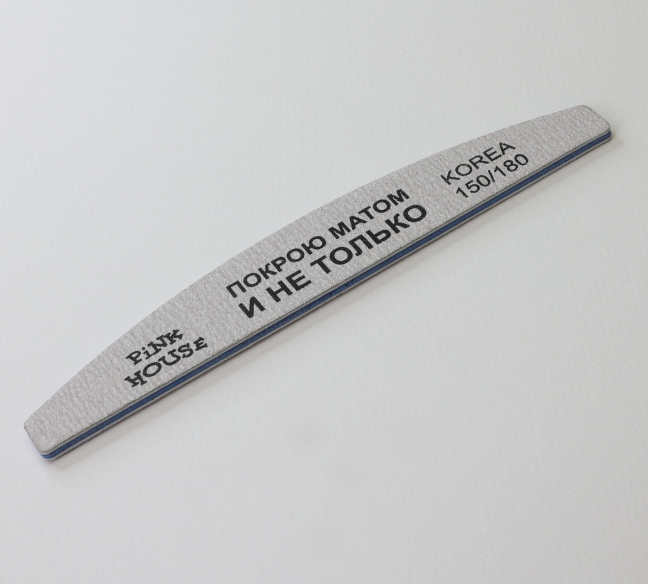 PiNK
HOUSE
ПОКРОЮ МАТОМ
И НЕ ТОЛЬКО
KOREA
150/180